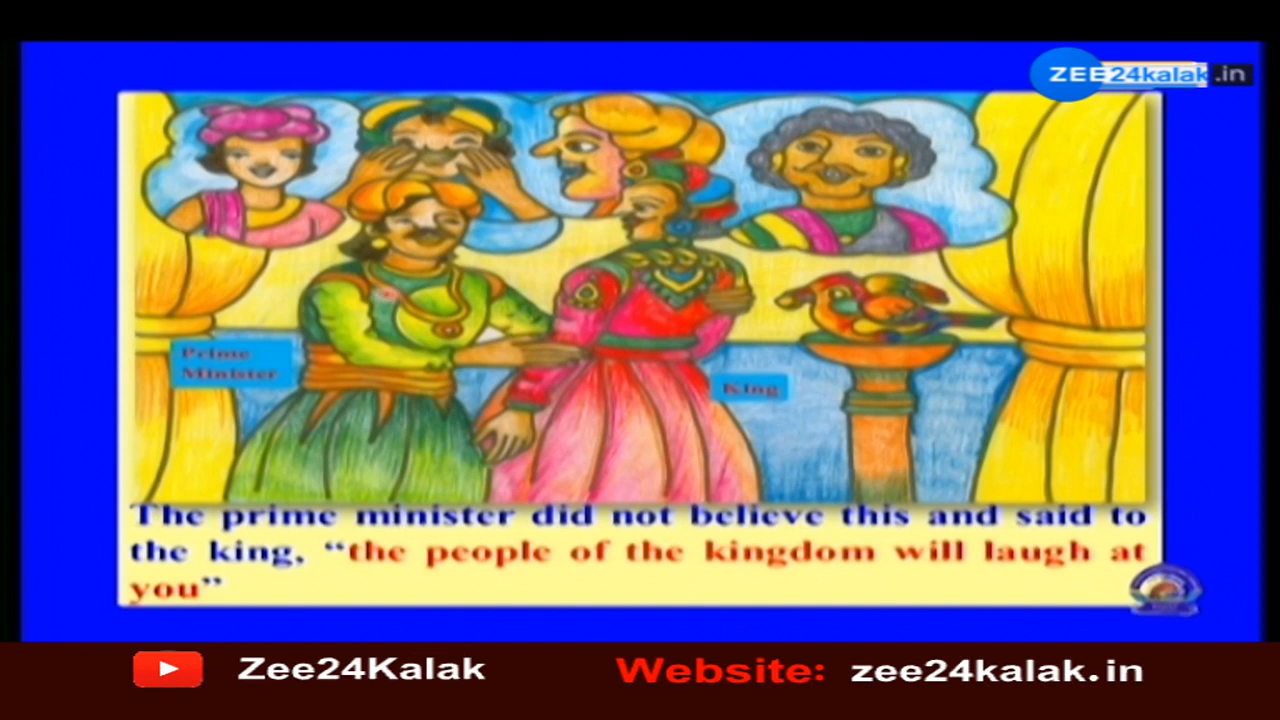 ZEE24kalak.in
Prime
Minister
King
The prime minister did not believe this and said to
the king, “the people of the kingdom will laugh at
you”
Zee24Kalak Website: zee24kalak.in